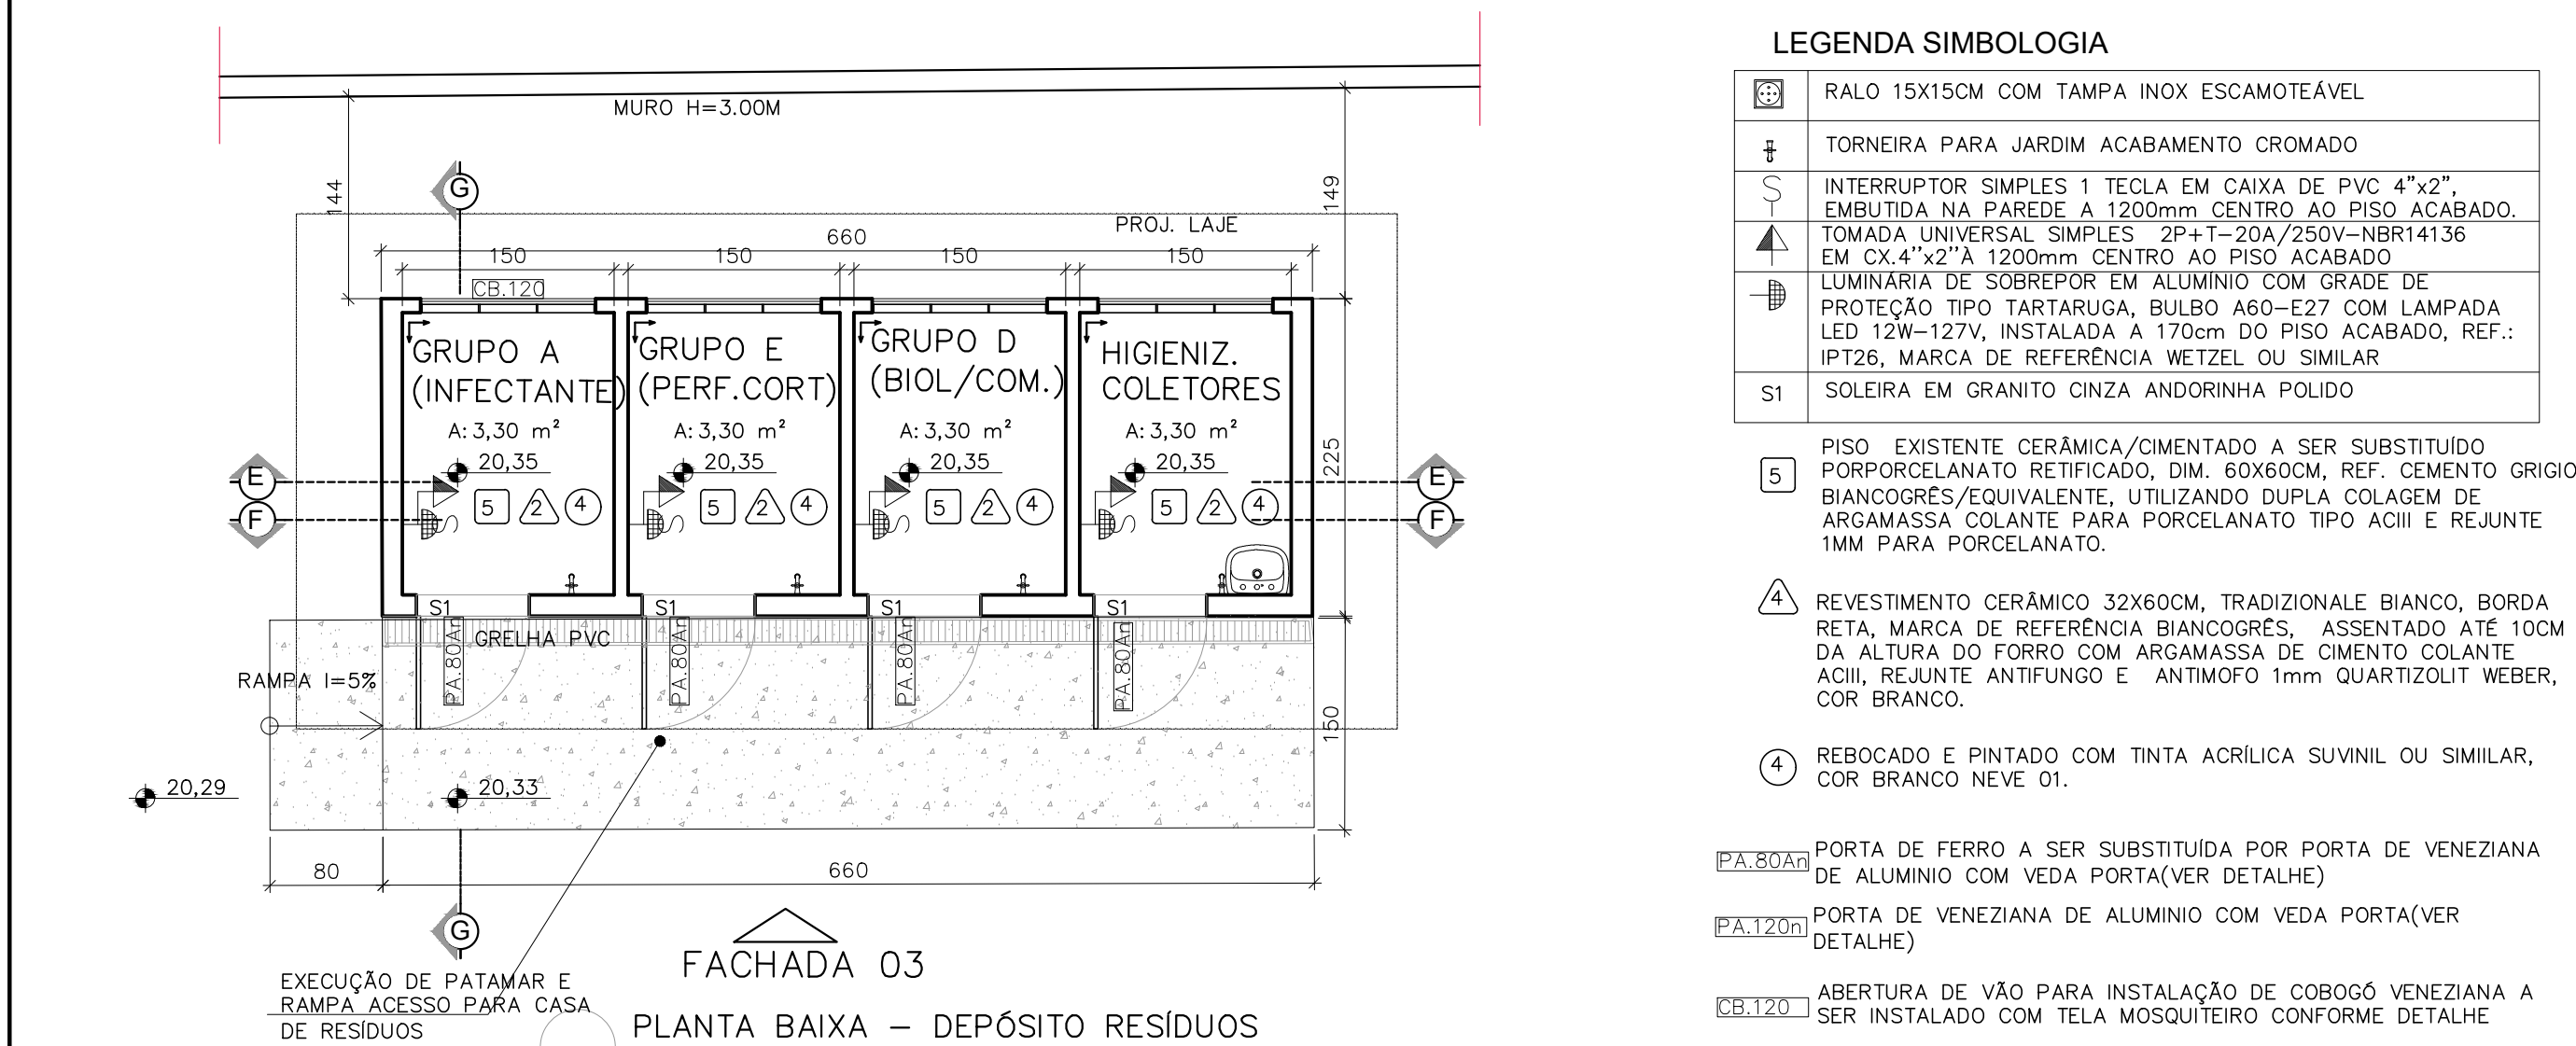 MURO H=3.00M
144
149
G
PROJ. LAJE
660
150
150
150
150
CB.120
GRUPO A
(INFECTANTE)
A: 3,30 m²
20,35
5 2 4
S
GRUPO E
(PERF.CORT)
A: 3,30 m²
20,35
5 2 4
S
GRUPO D
(BIOL/COM.)
A: 3,30 m²
20,35
5 2 4
S
HIGIENIZ.
COLETORES
A: 3,30 m²
20,35
5 2 4
S
E
F
E
F
225
S1
S1
S1
S1
PA.80An
PA.80An
PA.80An
PA.80An
GRELHA PVC
RAMPA I=5%
150
20,29
20,33
80
660
G
FACHADA 03
EXECUÇÃO DE PATAMAR E
RAMPA ACESSO PARA CASA
DE RESÍDUOS
PLANTA BAIXA – DEPÓSITO RESÍDUOS
LEGENDA SIMBOLOGIA
RALO 15X15CM COM TAMPA INOX ESCAMOTEÁVEL
TORNEIRA PARA JARDIM ACABAMENTO CROMADO
S INTERRUPTOR SIMPLES 1 TECLA EM CAIXA DE PVC 4"x2",
EMBUTIDA NA PAREDE A 1200mm CENTRO AO PISO ACABADO.
TOMADA UNIVERSAL SIMPLES 2P+T–20A/250V–NBR14136
EM CX.4''x2''À 1200mm CENTRO AO PISO ACABADO
LUMINÁRIA DE SOBREPOR EM ALUMÍNIO COM GRADE DE
PROTEÇÃO TIPO TARTARUGA, BULBO A60–E27 COM LAMPADA
LED 12W–127V, INSTALADA A 170cm DO PISO ACABADO, REF.:
IPT26, MARCA DE REFERÊNCIA WETZEL OU SIMILAR
S1 SOLEIRA EM GRANITO CINZA ANDORINHA POLIDO
5 PISO EXISTENTE CERÂMICA/CIMENTADO A SER SUBSTITUÍDO
PORPORCELANATO RETIFICADO, DIM. 60X60CM, REF. CEMENTO GRIGIO
BIANCOGRÊS/EQUIVALENTE, UTILIZANDO DUPLA COLAGEM DE
ARGAMASSA COLANTE PARA PORCELANATO TIPO ACIII E REJUNTE
1MM PARA PORCELANATO.
4 REVESTIMENTO CERÂMICO 32X60CM, TRADIZIONALE BIANCO, BORDA
RETA, MARCA DE REFERÊNCIA BIANCOGRÊS, ASSENTADO ATÉ 10CM
DA ALTURA DO FORRO COM ARGAMASSA DE CIMENTO COLANTE
ACIII, REJUNTE ANTIFUNGO E ANTIMOFO 1mm QUARTIZOLIT WEBER,
COR BRANCO.
4 REBOCADO E PINTADO COM TINTA ACRÍLICA SUVINIL OU SIMIILAR,
COR BRANCO NEVE 01.
PA.80An PORTA DE FERRO A SER SUBSTITUÍDA POR PORTA DE VENEZIANA
DE ALUMINIO COM VEDA PORTA(VER DETALHE)
PA.120n PORTA DE VENEZIANA DE ALUMINIO COM VEDA PORTA(VER
DETALHE)
CB.120 ABERTURA DE VÃO PARA INSTALAÇÃO DE COBOGÓ VENEZIANA A
SER INSTALADO COM TELA MOSQUITEIRO CONFORME DETALHE